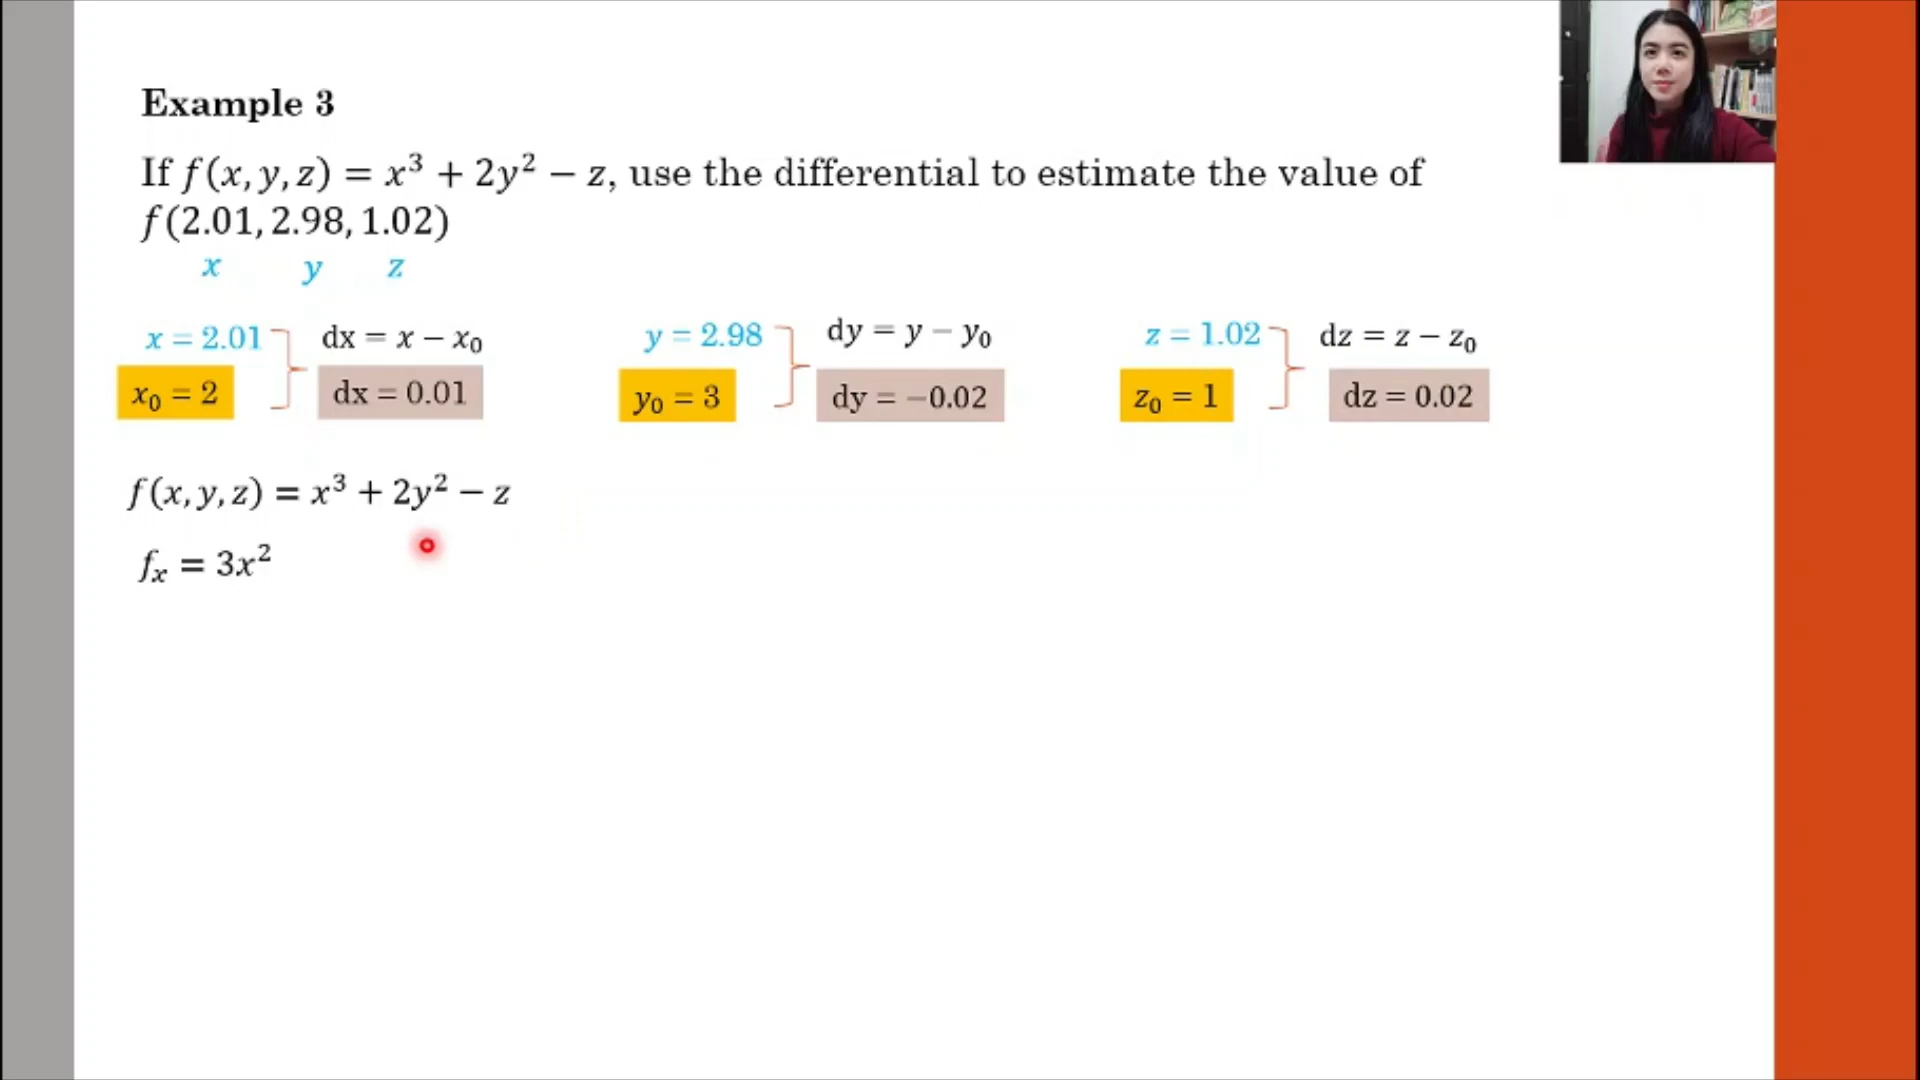 Example 3
If f(x, y, z) = x³ + 2y² − z, use the differential to estimate the value of
f(2.01, 2.98, 1.02)
x y z
x = 2.01 dx = x − x₀ y = 2.98 dy = y − y₀ z = 1.02 dz = z − z₀
x₀ = 2 dx = 0.01 y₀ = 3 dy = −0.02 z₀ = 1 dz = 0.02
f(x, y, z) = x³ + 2y² − z
fₓ = 3x²